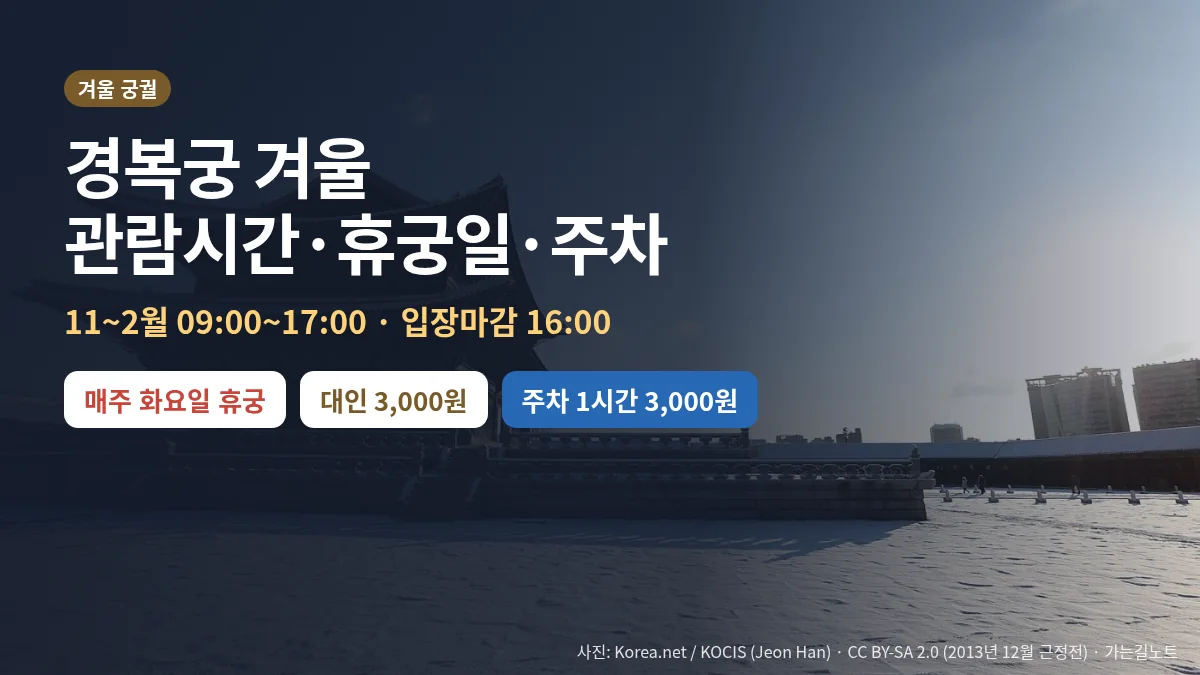 겨울 궁궐
경복궁 겨울
관람시간·휴궁일·주차
11~2월 09:00~17:00 · 입장마감 16:00
매주 화요일 휴궁
대인 3,000원
주차 1시간 3,000원
사진: Korea.net / KOCIS (Jeon Han) · CC BY-SA 2.0 (2013년 12월 근정전) · 가는길노트